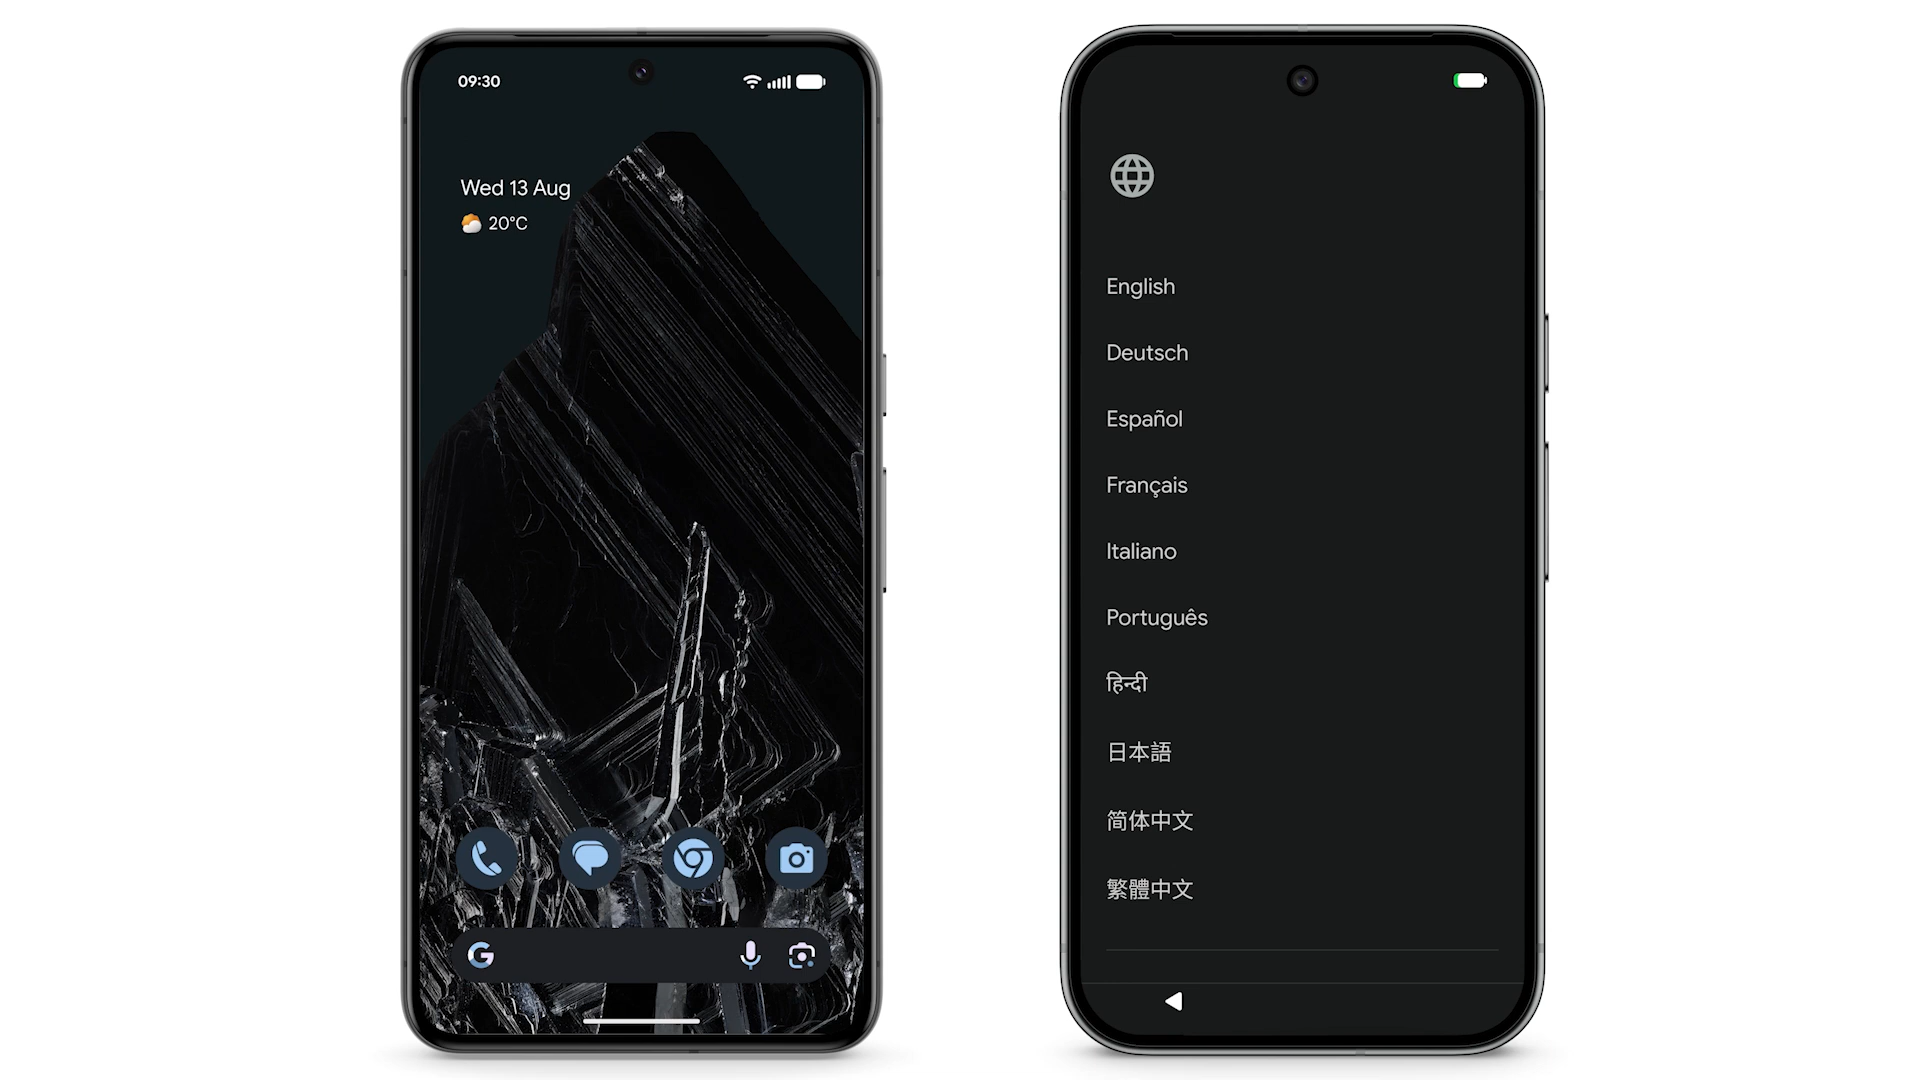 09:30
Wed 13 Aug
20°C
G
English
Deutsch
Español
Français
Italiano
Português
हिन्दी
日本語
简体中文
繁體中文